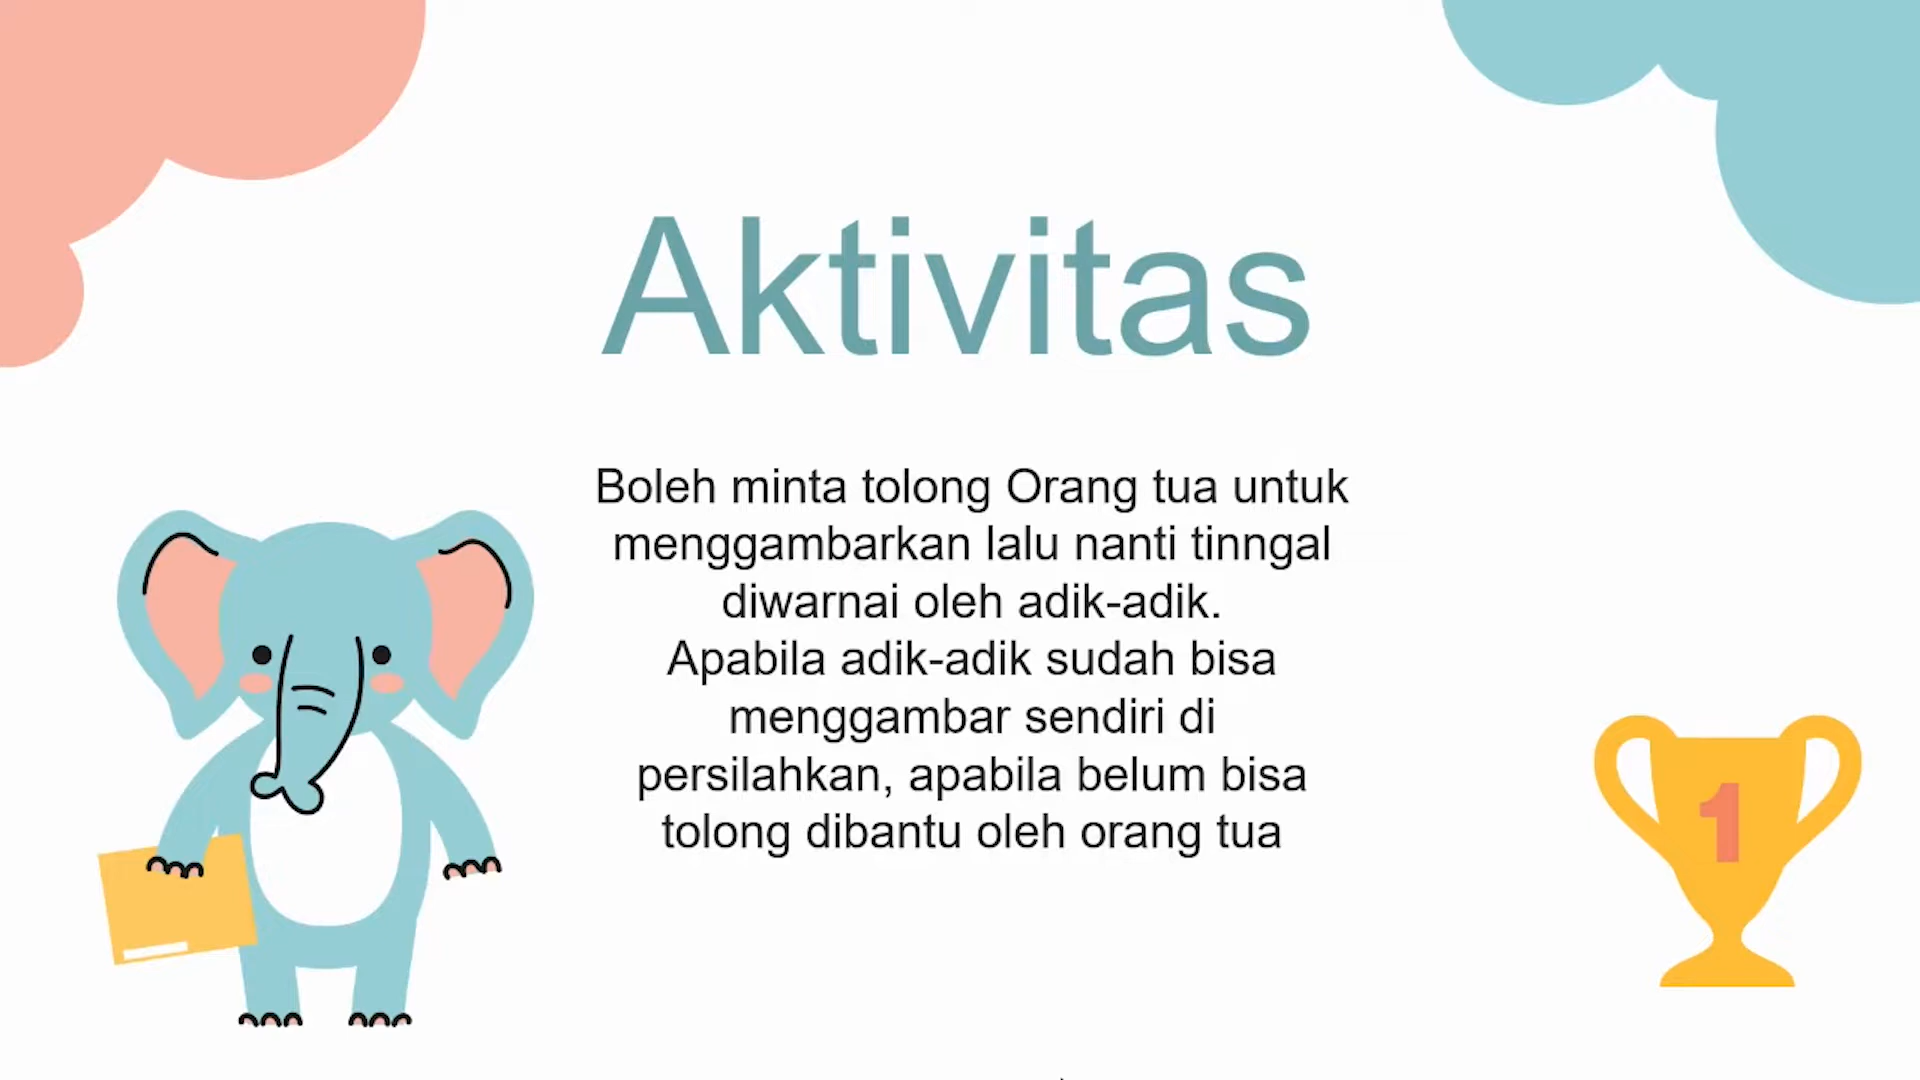 Aktivitas
Boleh minta tolong Orang tua untuk
menggambarkan lalu nanti tinngal
diwarnai oleh adik-adik.
Apabila adik-adik sudah bisa
menggambar sendiri di
persilahkan, apabila belum bisa
tolong dibantu oleh orang tua
1